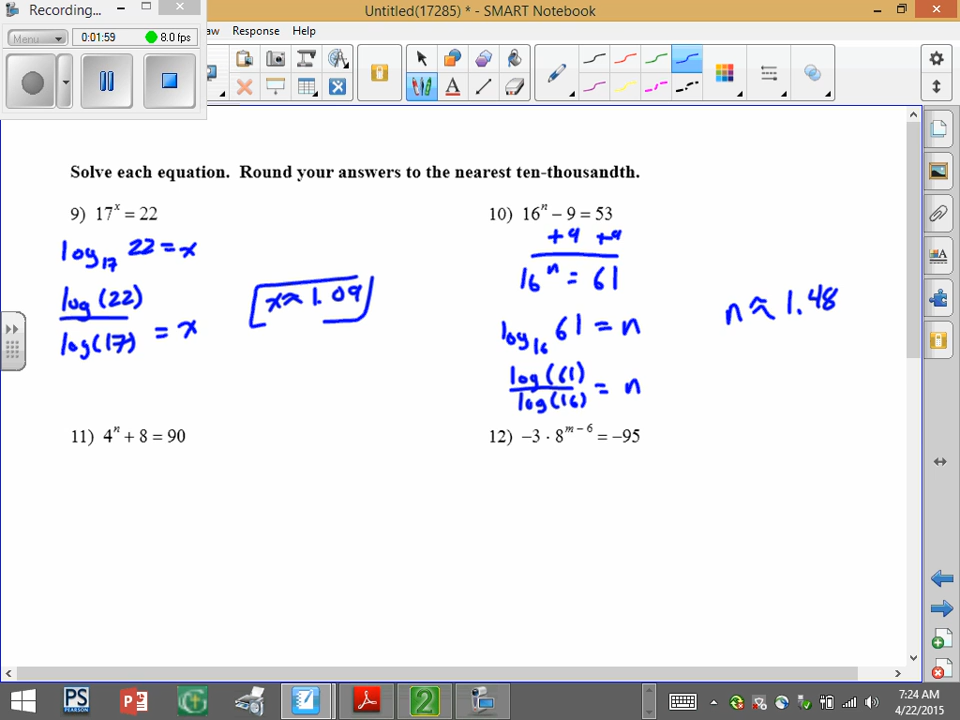 Recording...
Untitled(17285) * - SMART Notebook
Menu
0:01:59
8.0 fps
aw Response Help
Solve each equation. Round your answers to the nearest ten-thousandth.
9) 17^x = 22
log_17 22 = x
log(22)
log(17) = x
x ≈ 1.09
10) 16^n − 9 = 53
+9 +9
16^n = 61
log_16 61 = n
log(61)
log(16) = n
n ≈ 1.48
11) 4^n + 8 = 90
12) −3 · 8^(m − 6) = −95
PS
PEARSON
2
7:24 AM
4/22/2015